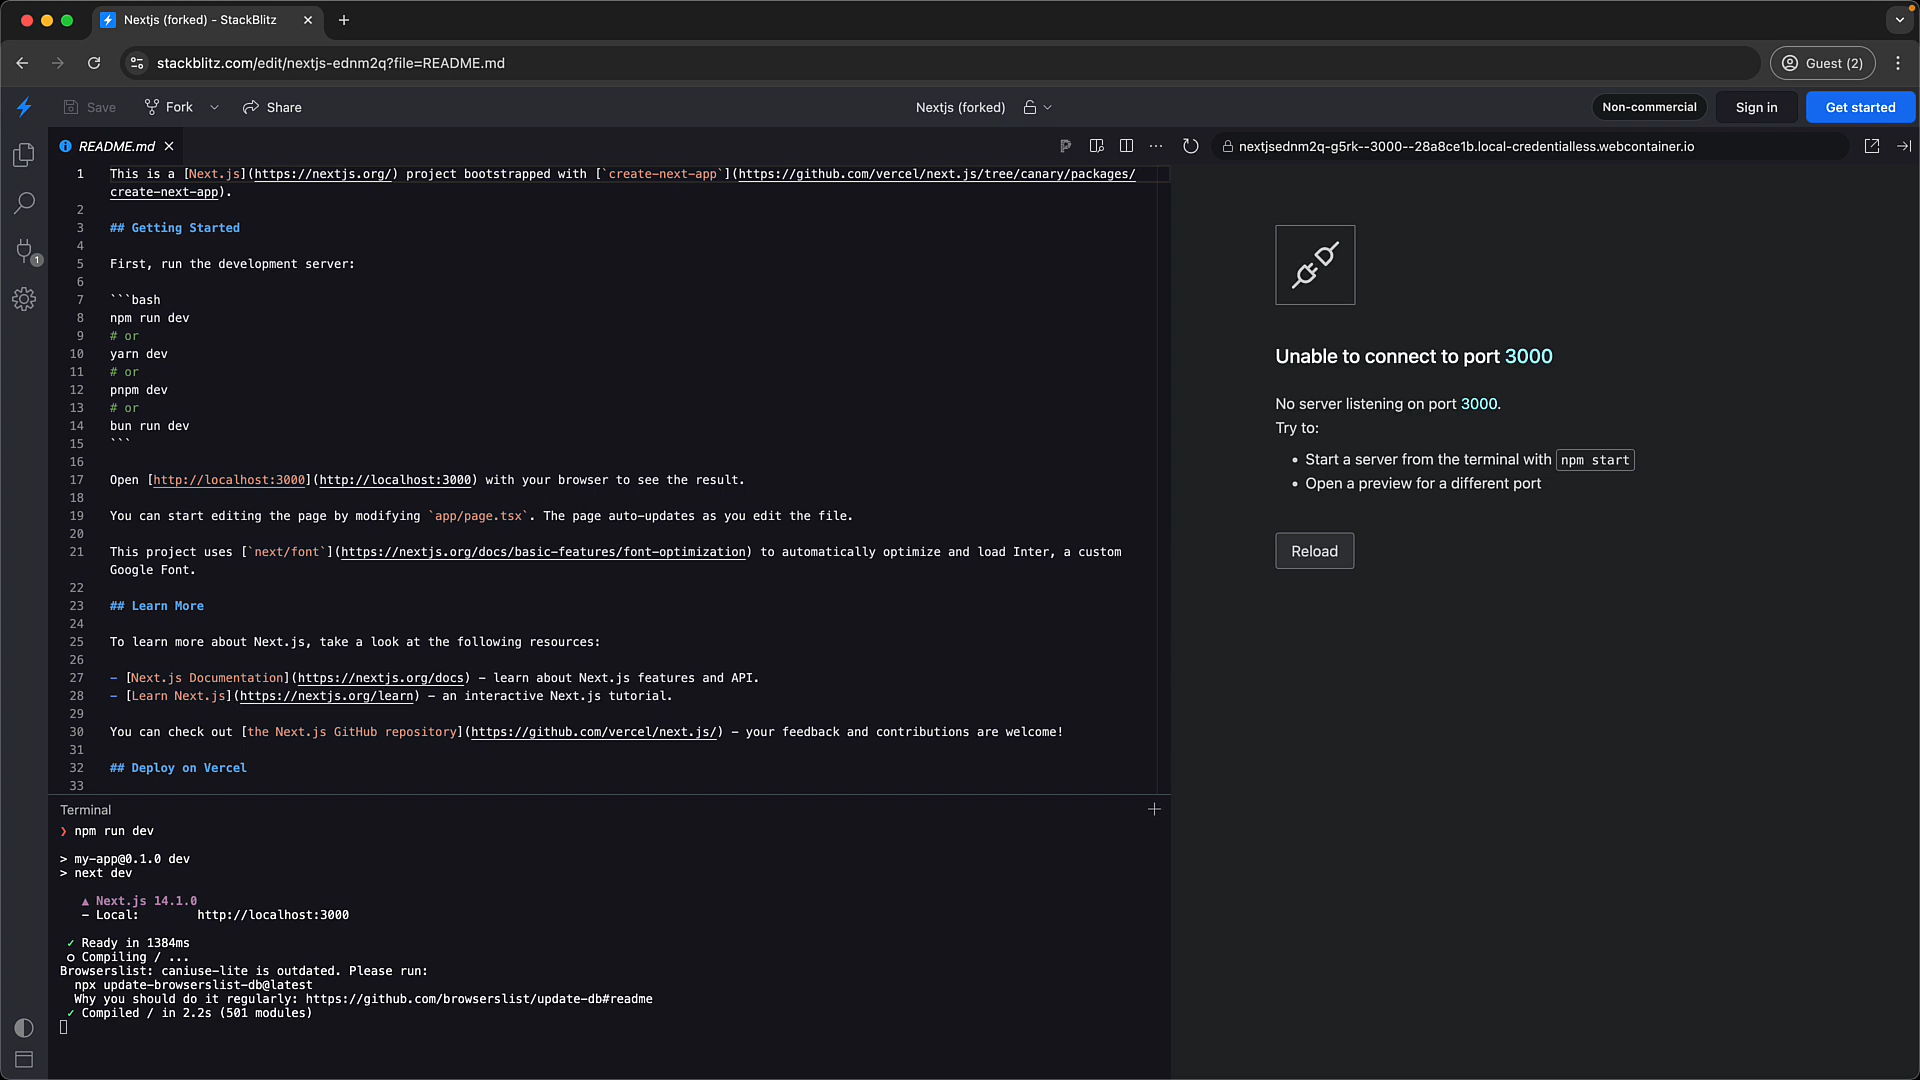 Nextjs (forked) - StackBlitz
stackblitz.com/edit/nextjs-ednm2q?file=README.md
Guest (2)
Save
Fork
Share
Nextjs (forked)
Non-commercial
Sign in
Get started
README.md
nextjsednm2q-g5rk--3000--28a8ce1b.local-credentialless.webcontainer.io
1 This is a [Next.js](https://nextjs.org/) project bootstrapped with [`create-next-app`](https://github.com/vercel/next.js/tree/canary/packages/
create-next-app).
2
3 ## Getting Started
4
5 First, run the development server:
6
7 ```bash
8 npm run dev
9 # or
10 yarn dev
11 # or
12 pnpm dev
13 # or
14 bun run dev
15 ```
16
17 Open [http://localhost:3000](http://localhost:3000) with your browser to see the result.
18
19 You can start editing the page by modifying `app/page.tsx`. The page auto-updates as you edit the file.
20
21 This project uses [`next/font`](https://nextjs.org/docs/basic-features/font-optimization) to automatically optimize and load Inter, a custom
Google Font.
22
23 ## Learn More
24
25 To learn more about Next.js, take a look at the following resources:
26
27 - [Next.js Documentation](https://nextjs.org/docs) - learn about Next.js features and API.
28 - [Learn Next.js](https://nextjs.org/learn) - an interactive Next.js tutorial.
29
30 You can check out [the Next.js GitHub repository](https://github.com/vercel/next.js/) - your feedback and contributions are welcome!
31
32 ## Deploy on Vercel
33
1
Terminal
❯ npm run dev
> my-app@0.1.0 dev
> next dev
▲ Next.js 14.1.0
- Local: http://localhost:3000
✓ Ready in 1384ms
○ Compiling / ...
Browserslist: caniuse-lite is outdated. Please run:
npx update-browserslist-db@latest
Why you should do it regularly: https://github.com/browserslist/update-db#readme
✓ Compiled / in 2.2s (501 modules)
Unable to connect to port 3000
No server listening on port 3000.
Try to:
• Start a server from the terminal with npm start
• Open a preview for a different port
Reload